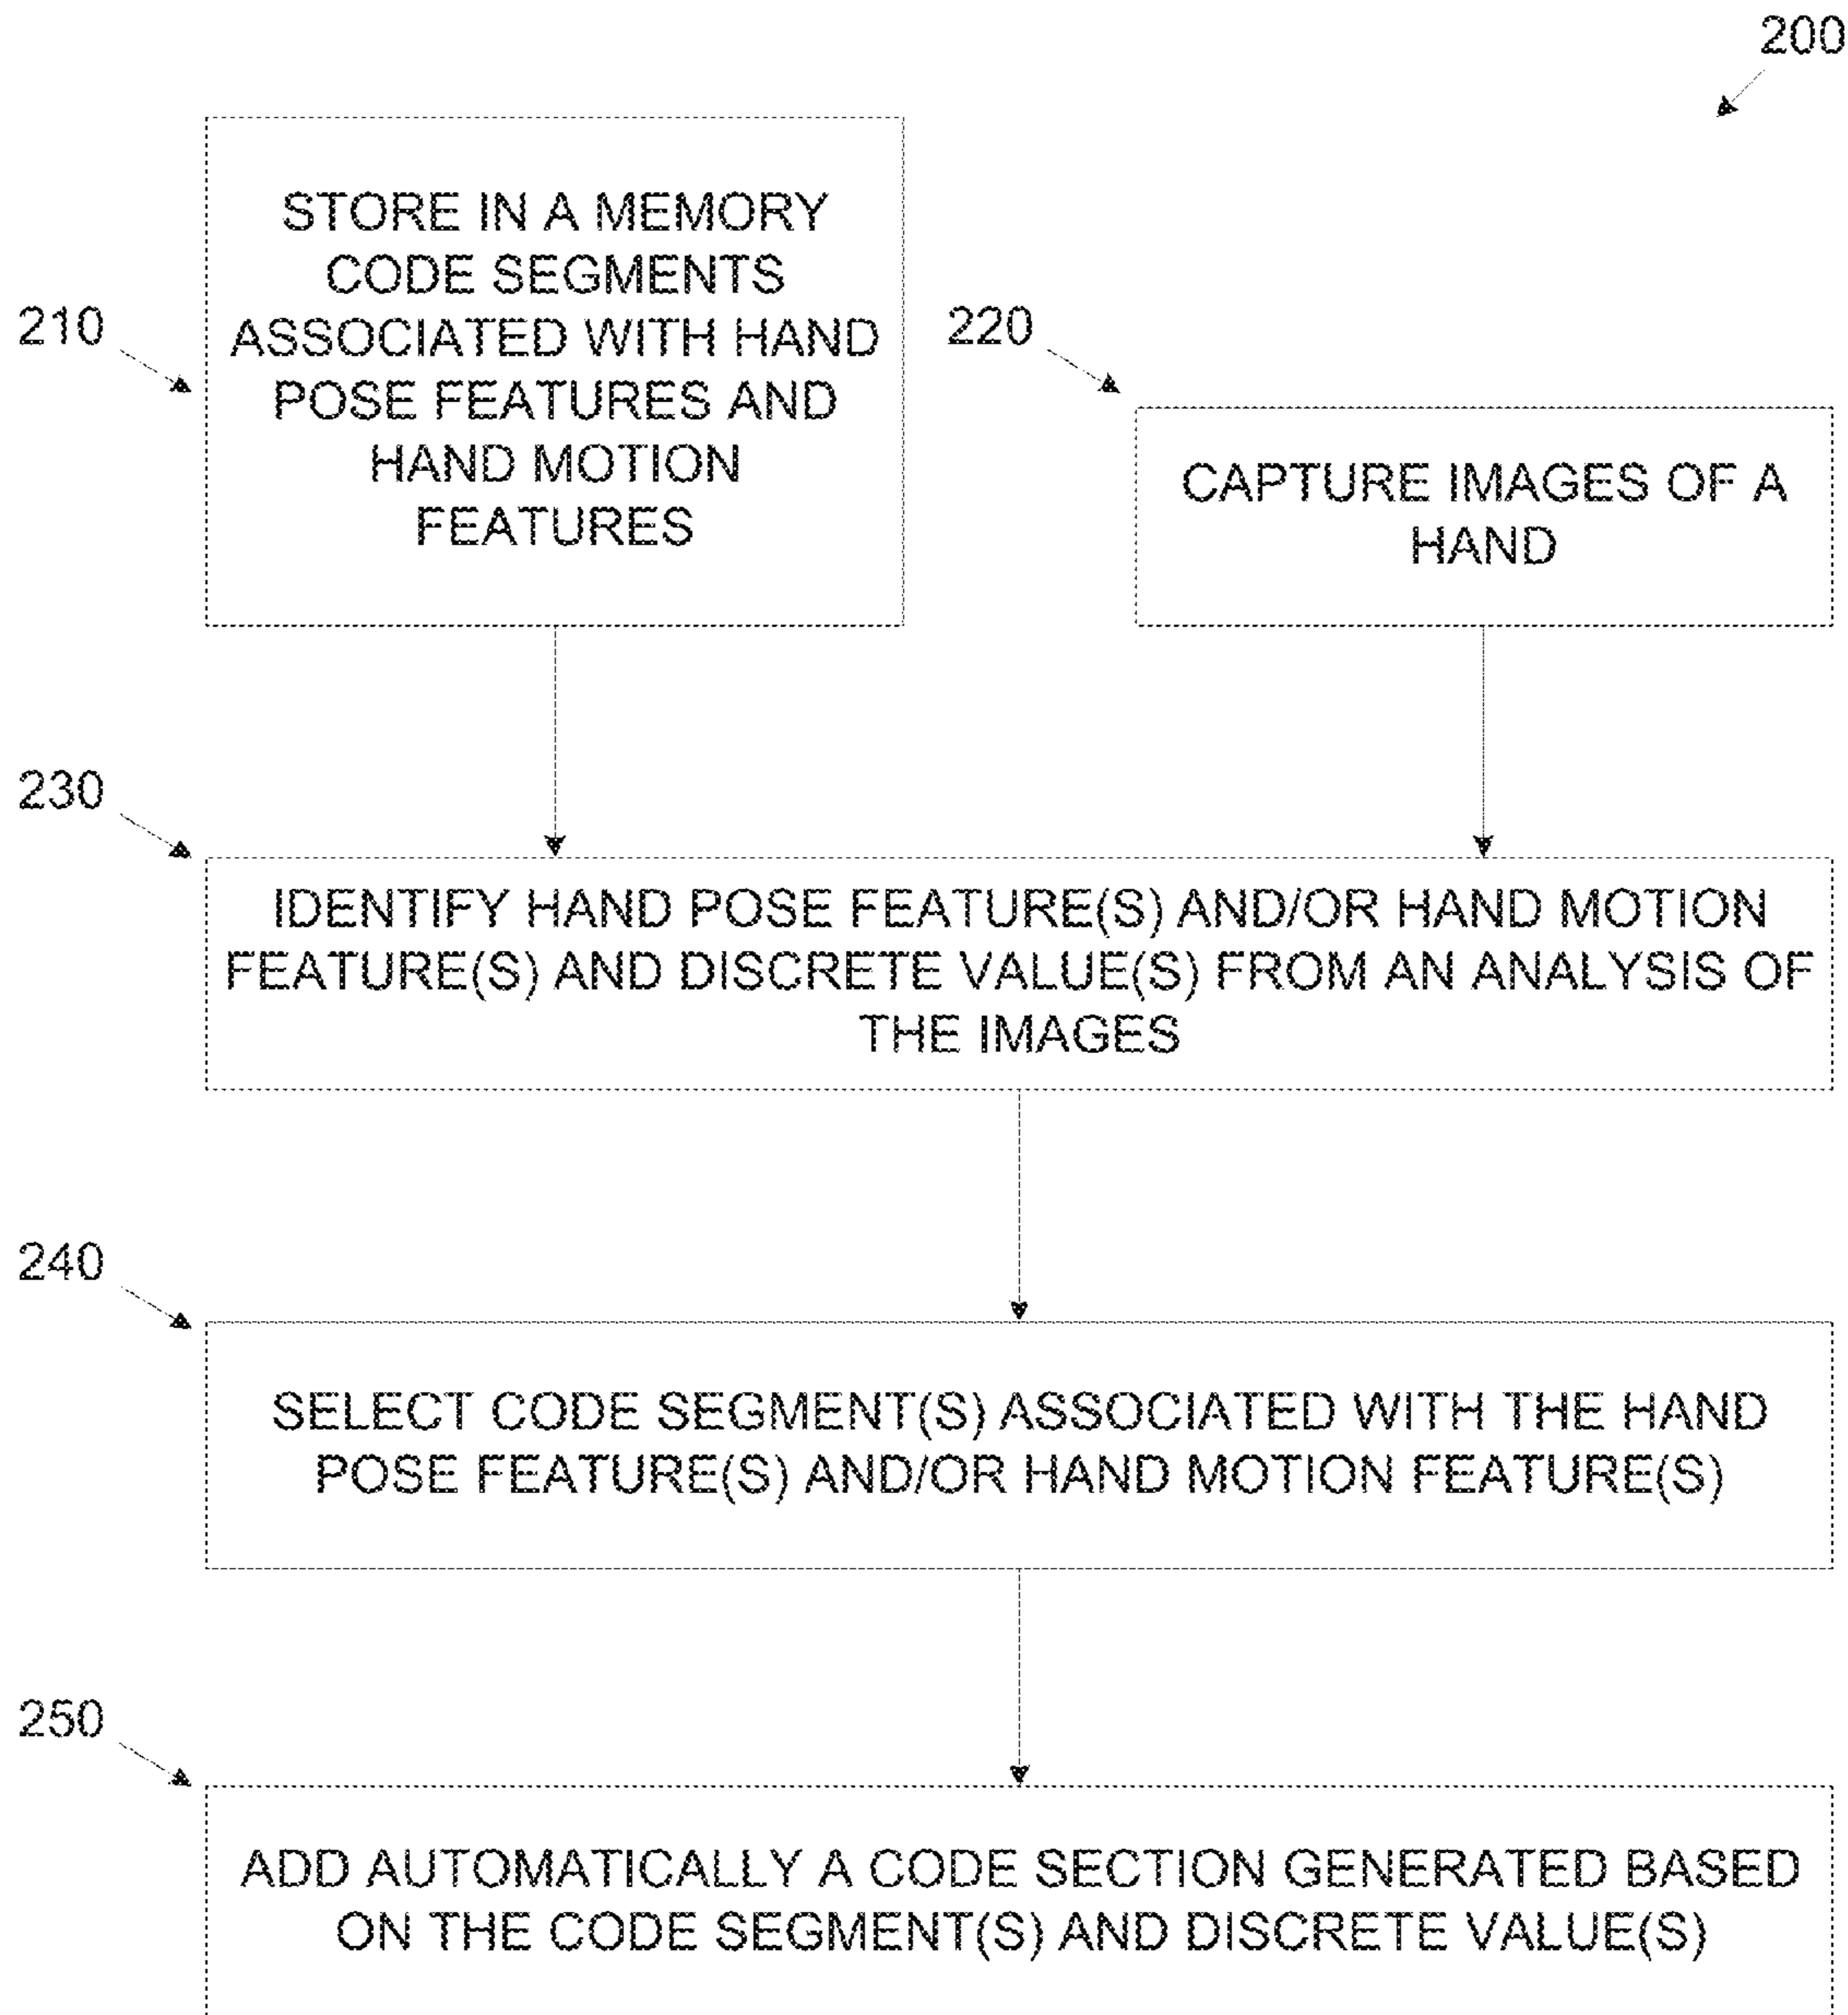 200
210
STORE IN A MEMORY
CODE SEGMENTS
ASSOCIATED WITH HAND
POSE FEATURES AND
HAND MOTION
FEATURES
220
CAPTURE IMAGES OF A
HAND
230
IDENTIFY HAND POSE FEATURE(S) AND/OR HAND MOTION
FEATURE(S) AND DISCRETE VALUE(S) FROM AN ANALYSIS OF
THE IMAGES
240
SELECT CODE SEGMENT(S) ASSOCIATED WITH THE HAND
POSE FEATURE(S) AND/OR HAND MOTION FEATURE(S)
250
ADD AUTOMATICALLY A CODE SECTION GENERATED BASED
ON THE CODE SEGMENT(S) AND DISCRETE VALUE(S)